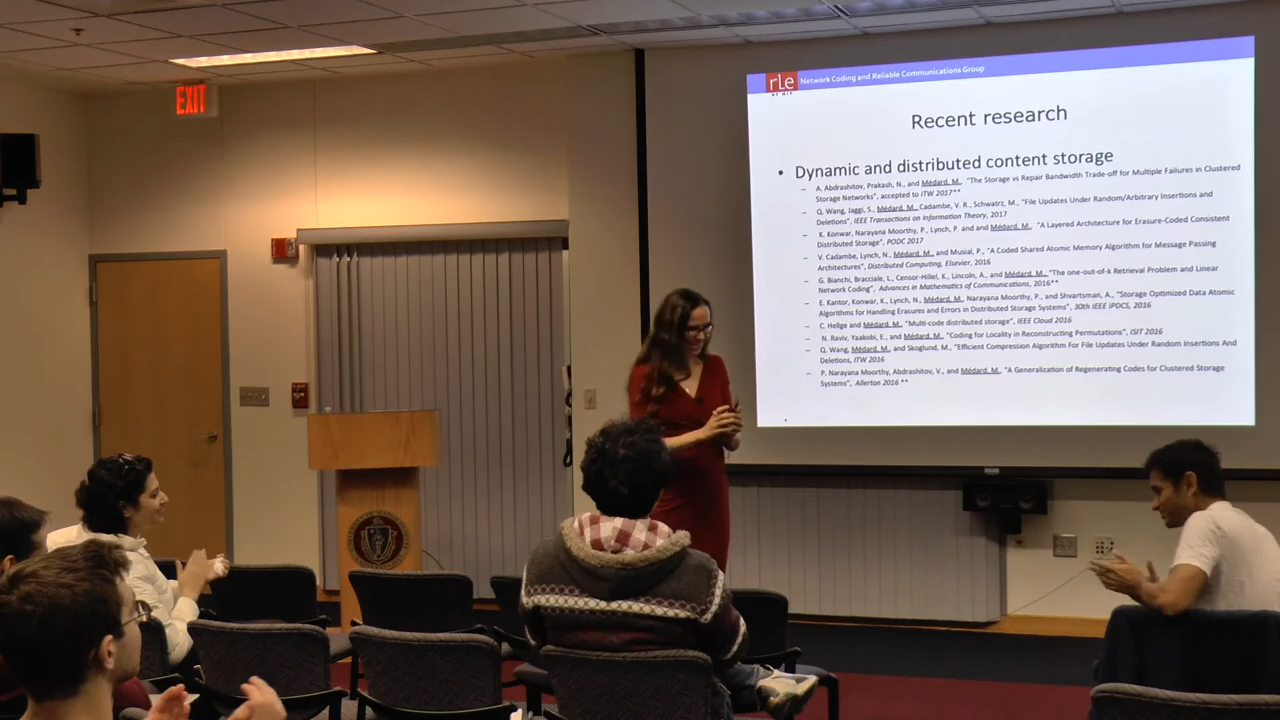 EXIT
rle
AT MIT
Network Coding and Reliable Communications Group
Recent research
• Dynamic and distributed content storage
– A. Abdrashitov, Prakash, N., and Médard, M., "The Storage vs Repair Bandwidth Trade-off for Multiple Failures in Clustered
Storage Networks", accepted to ITW 2017**
– Q. Wang, Jaggi, S., Médard, M., Cadambe, V. R., Schwatrz, M., "File Updates Under Random/Arbitrary Insertions and
Deletions", IEEE Transactions on Information Theory, 2017
– K. Konwar, Narayana Moorthy, P., Lynch, P. and and Médard, M., "A Layered Architecture for Erasure-Coded Consistent
Distributed Storage", PODC 2017
– V. Cadambe, Lynch, N., Médard, M., and Musial, P., "A Coded Shared Atomic Memory Algorithm for Message Passing
Architectures", Distributed Computing, Elsevier, 2016
– G. Bianchi, Bracciale, L., Censor-Hillel, K., Lincoln, A., and Médard, M., "The one-out-of-k Retrieval Problem and Linear
Network Coding", Advances in Mathematics of Communications, 2016**
– E. Kantor, Konwar, K., Lynch, N., Médard, M., Narayana Moorthy, P., and Shvartsman, A., "Storage Optimized Data Atomic
Algorithms for Handling Erasures and Errors in Distributed Storage Systems", 30th IEEE IPDCS, 2016
– C. Hellge and Médard, M., "Multi-code distributed storage", IEEE Cloud 2016
– N. Raviv, Yaakobi, E., and Médard, M., "Coding for Locality in Reconstructing Permutations", ISIT 2016
– Q. Wang, Médard, M., and Skoglund, M., "Efficient Compression Algorithm For File Updates Under Random Insertions And
Deletions, ITW 2016
– P. Narayana Moorthy, Abdrashitov, V., and Médard, M., "A Generalization of Regenerating Codes for Clustered Storage
Systems", Allerton 2016 **